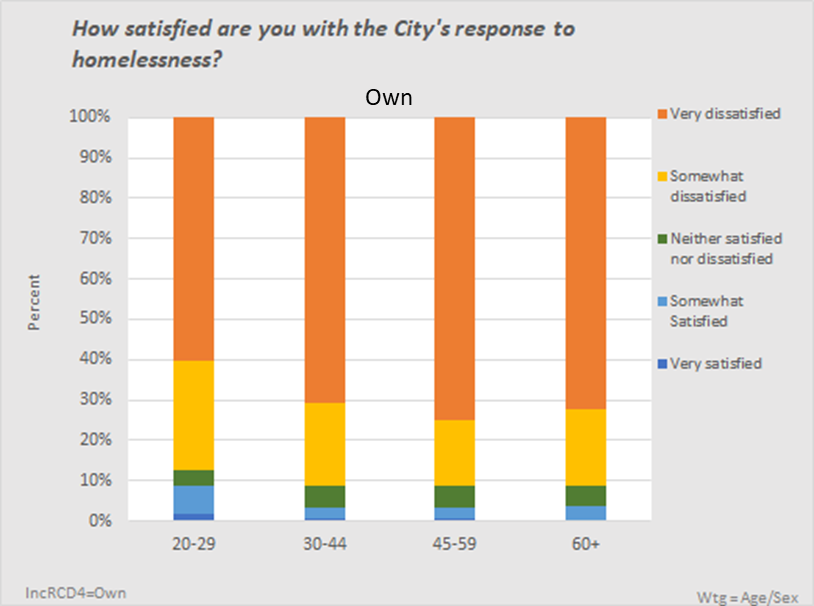 How satisfied are you with the City's response to
homelessness?
Own
100%
90%
80%
70%
60%
50%
40%
30%
20%
10%
0%
Percent
20-29
30-44
45-59
60+
Very dissatisfied
Somewhat
dissatisfied
Neither satisfied
nor dissatisfied
Somewhat
Satisfied
Very satisfied
IncRCD4=Own
Wtg = Age/Sex